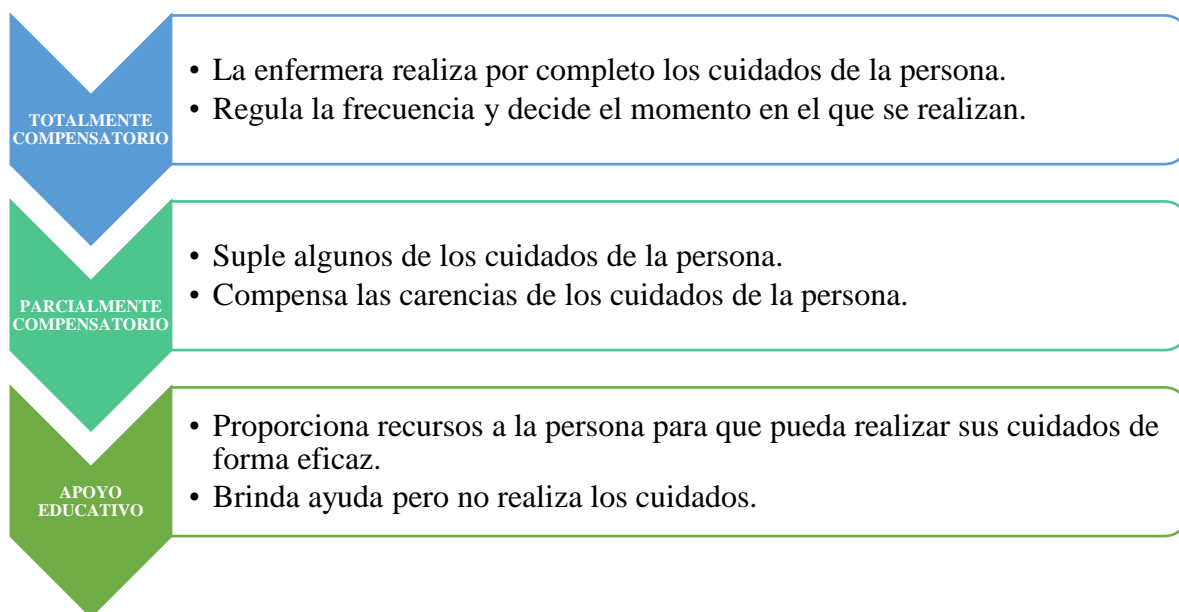 TOTALMENTE
COMPENSATORIO
• La enfermera realiza por completo los cuidados de la persona.
• Regula la frecuencia y decide el momento en el que se realizan.
PARCIALMENTE
COMPENSATORIO
• Suple algunos de los cuidados de la persona.
• Compensa las carencias de los cuidados de la persona.
APOYO
EDUCATIVO
• Proporciona recursos a la persona para que pueda realizar sus cuidados de
forma eficaz.
• Brinda ayuda pero no realiza los cuidados.